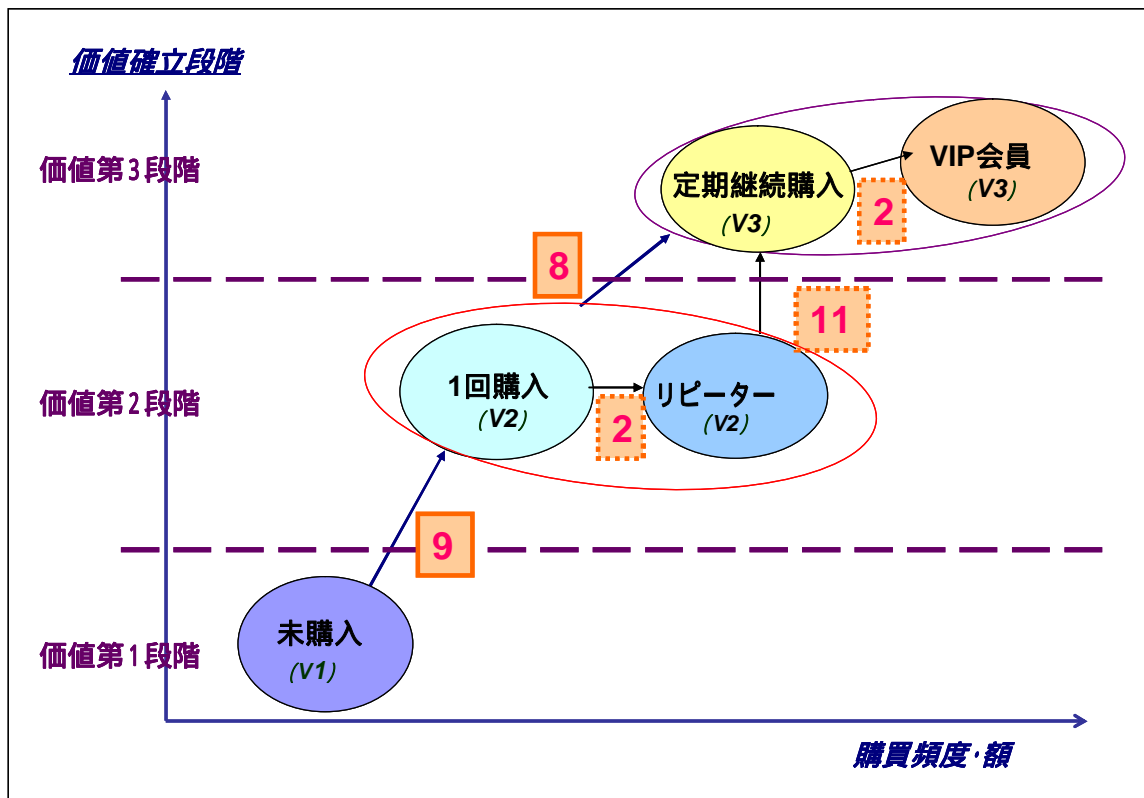 価値確立段階
価値第3段階
VIP会員
(V3)
定期継続購入
(V3)
2
8
11
価値第2段階
1回購入
(V2)
リピーター
(V2)
2
9
価値第1段階
未購入
(V1)
購買頻度・額